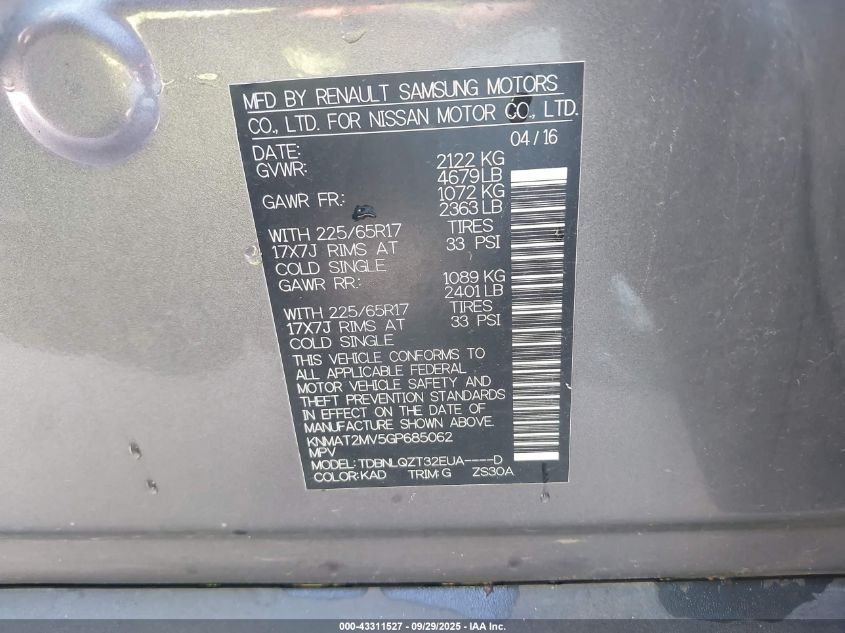 MFD BY RENAULT SAMSUNG MOTORS
CO., LTD. FOR NISSAN MOTOR CO., LTD.
DATE: 04/16
GVWR: 2122 KG
4679 LB
GAWR FR: 1072 KG
2363 LB
WITH 225/65R17 TIRES
17X7J RIMS AT 33 PSI
COLD SINGLE
GAWR RR: 1089 KG
2401 LB
WITH 225/65R17 TIRES
17X7J RIMS AT 33 PSI
COLD SINGLE
THIS VEHICLE CONFORMS TO
ALL APPLICABLE FEDERAL
MOTOR VEHICLE SAFETY AND
THEFT PREVENTION STANDARDS
IN EFFECT ON THE DATE OF
MANUFACTURE SHOWN ABOVE.
KNMAT2MV5GP685062
MPV
MODEL: TDBNLQZT32EUA----D
COLOR: KAD TRIM: G ZS30A
000-43311527 - 09/29/2025 - IAA Inc.